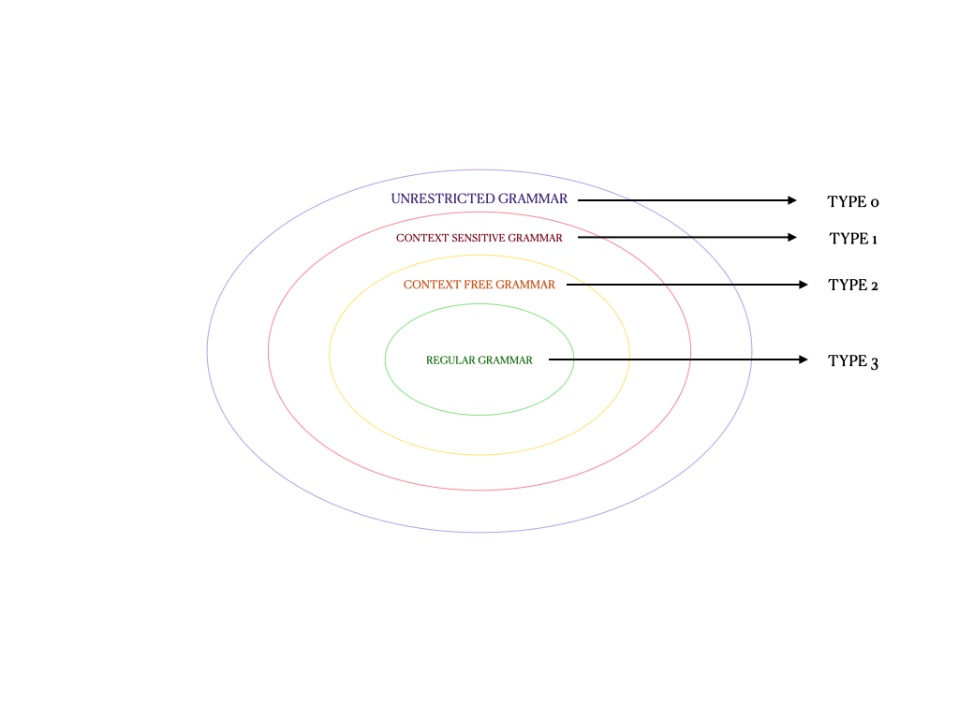 UNRESTRICTED GRAMMAR
TYPE 0
CONTEXT SENSITIVE GRAMMAR
TYPE 1
CONTEXT FREE GRAMMAR
TYPE 2
REGULAR GRAMMAR
TYPE 3